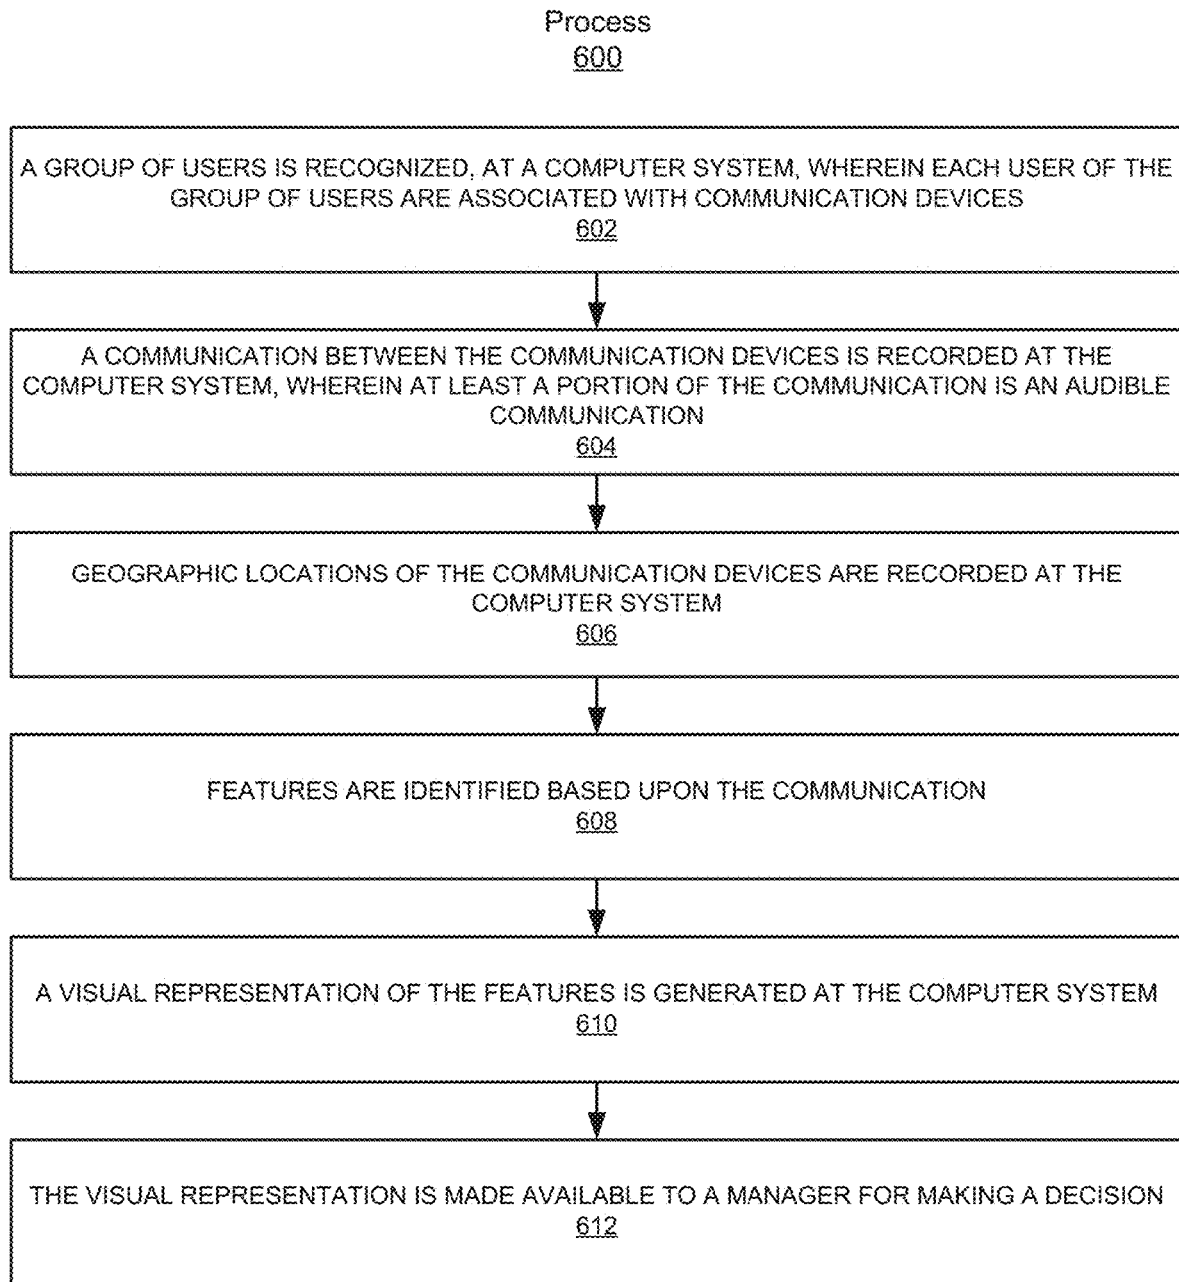 Process
600
A GROUP OF USERS IS RECOGNIZED, AT A COMPUTER SYSTEM, WHEREIN EACH USER OF THE
GROUP OF USERS ARE ASSOCIATED WITH COMMUNICATION DEVICES
602
A COMMUNICATION BETWEEN THE COMMUNICATION DEVICES IS RECORDED AT THE
COMPUTER SYSTEM, WHEREIN AT LEAST A PORTION OF THE COMMUNICATION IS AN AUDIBLE
COMMUNICATION
604
GEOGRAPHIC LOCATIONS OF THE COMMUNICATION DEVICES ARE RECORDED AT THE
COMPUTER SYSTEM
606
FEATURES ARE IDENTIFIED BASED UPON THE COMMUNICATION
608
A VISUAL REPRESENTATION OF THE FEATURES IS GENERATED AT THE COMPUTER SYSTEM
610
THE VISUAL REPRESENTATION IS MADE AVAILABLE TO A MANAGER FOR MAKING A DECISION
612